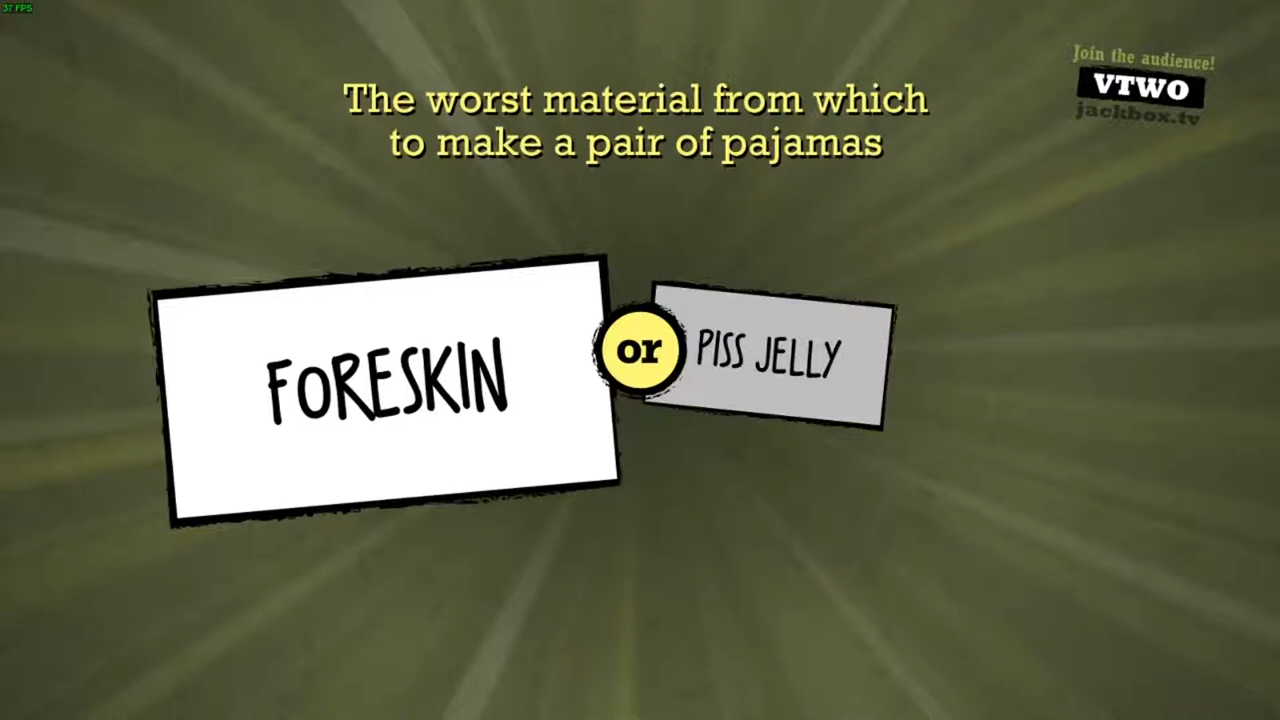 37 FPS
Join the audience!
VTWO
jackbox.tv
The worst material from which
to make a pair of pajamas
FORESKIN
or
PISS JELLY